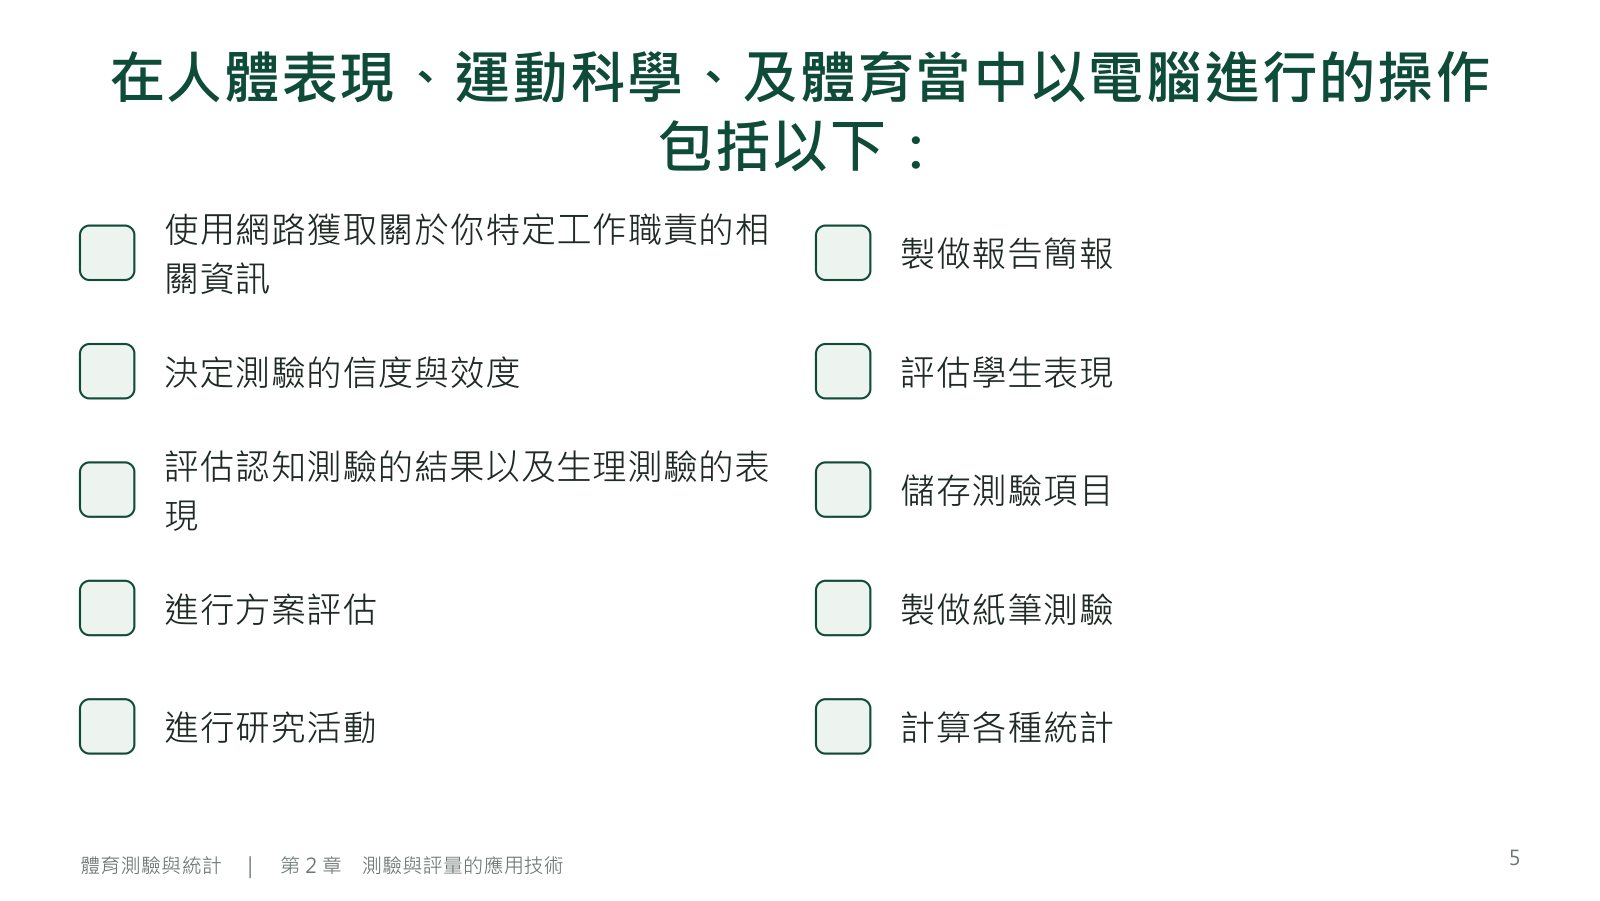 在人體表現、運動科學、及體育當中以電腦進行的操作
包括以下：
使用網路獲取關於你特定工作職責的相
關資訊
決定測驗的信度與效度
評估認知測驗的結果以及生理測驗的表
現
進行方案評估
進行研究活動
製做報告簡報
評估學生表現
儲存測驗項目
製做紙筆測驗
計算各種統計
體育測驗與統計　|　第 2 章　測驗與評量的應用技術
5